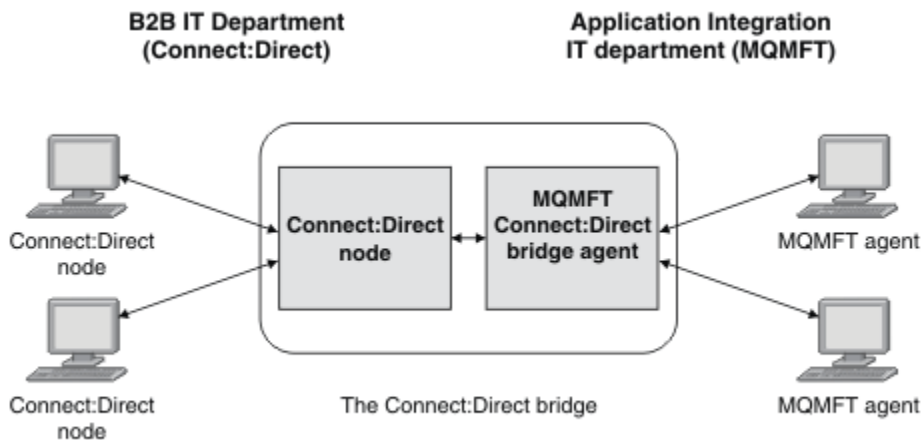 B2B IT Department
(Connect:Direct)
Application Integration
IT department (MQMFT)
Connect:Direct
node
Connect:Direct
node
Connect:Direct
node
MQMFT
Connect:Direct
bridge agent
MQMFT agent
MQMFT agent
The Connect:Direct bridge